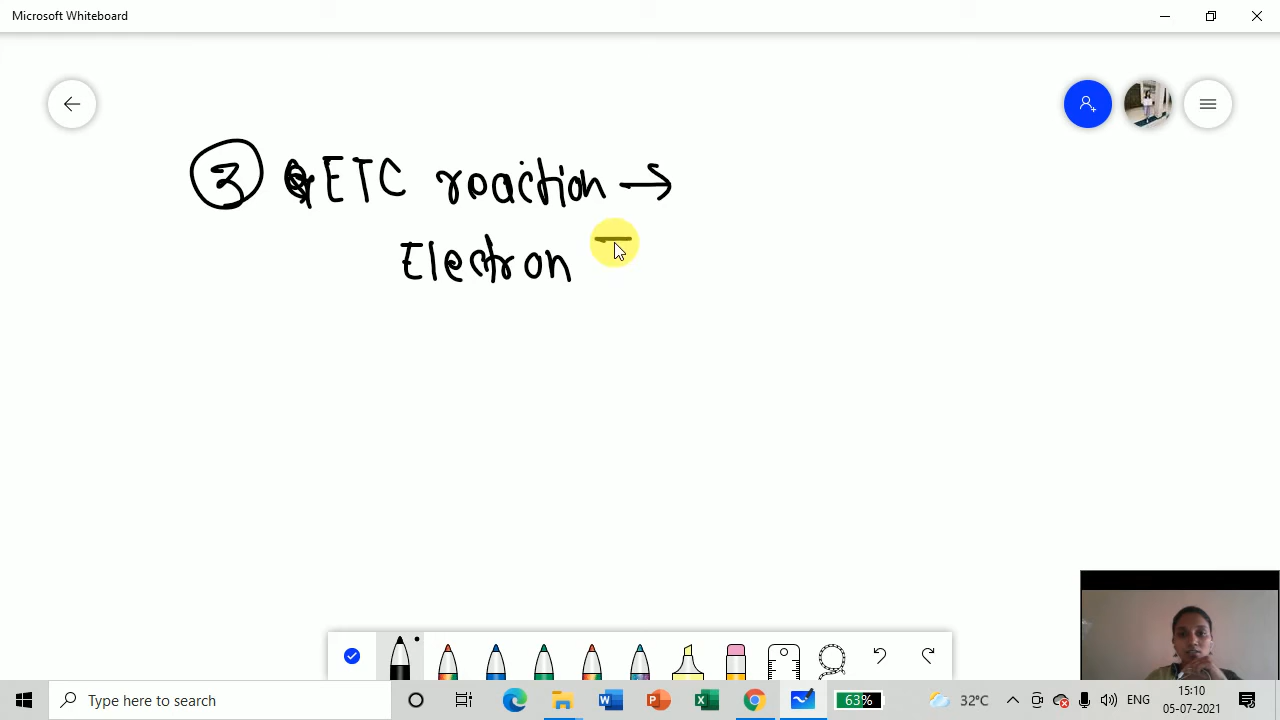 Microsoft Whiteboard
3 ETC reaction →
Electron
63%
Type here to search
32°C
ENG
15:10
05-07-2021